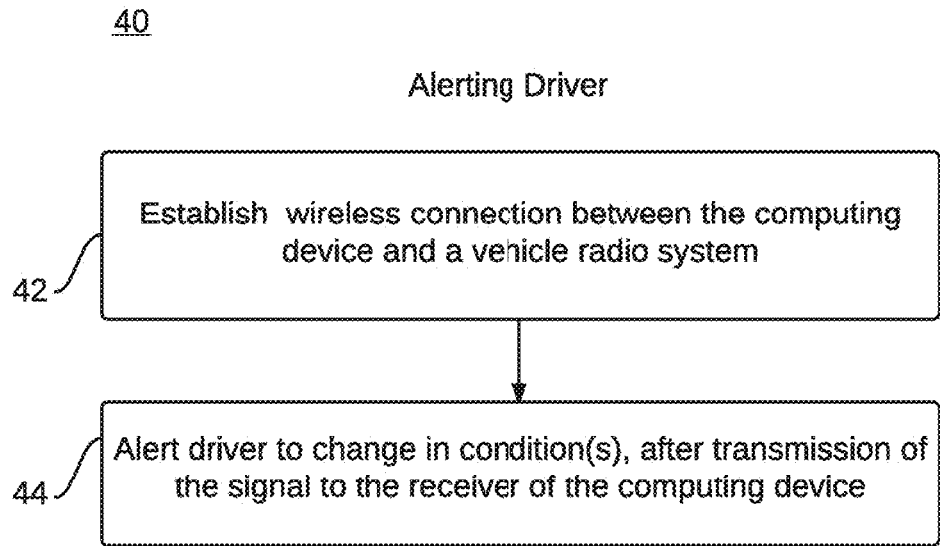 40
Alerting Driver
Establish wireless connection between the computing
device and a vehicle radio system
42
Alert driver to change in condition(s), after transmission of
the signal to the receiver of the computing device
44